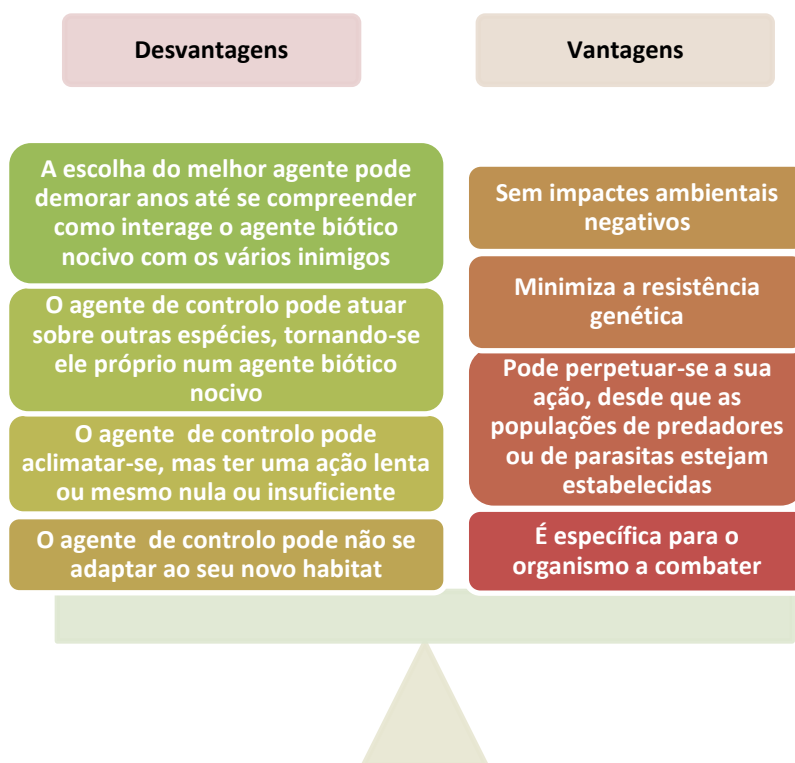 Desvantagens
A escolha do melhor agente pode
demorar anos até se compreender
como interage o agente biótico
nocivo com os vários inimigos
O agente de controlo pode atuar
sobre outras espécies, tornando-se
ele próprio num agente biótico
nocivo
O agente  de controlo pode
aclimatar-se, mas ter uma ação lenta
ou mesmo nula ou insuficiente
O agente  de controlo pode não se
adaptar ao seu novo habitat
Vantagens
Sem impactes ambientais
negativos
Minimiza a resistência
genética
Pode perpetuar-se a sua
ação, desde que as
populações de predadores
ou de parasitas estejam
estabelecidas
É específica para o
organismo a combater